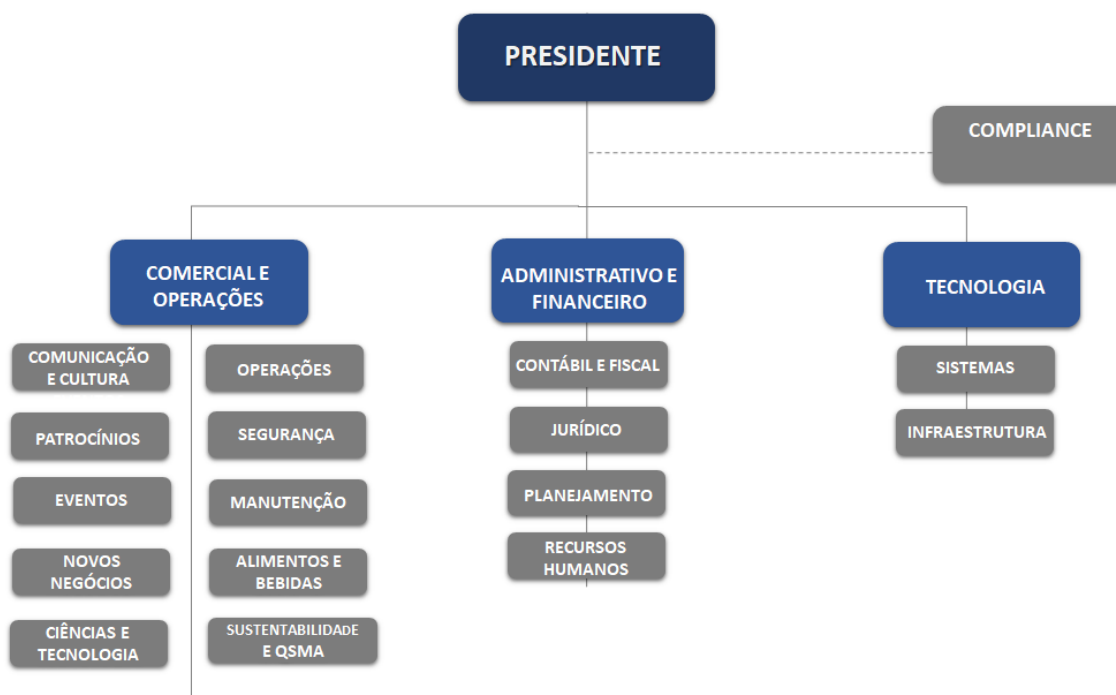 PRESIDENTE
COMPLIANCE
COMERCIAL E
OPERAÇÕES
ADMINISTRATIVO E
FINANCEIRO
TECNOLOGIA
COMUNICAÇÃO
E CULTURA
OPERAÇÕES
CONTÁBIL E FISCAL
SISTEMAS
PATROCÍNIOS
SEGURANÇA
JURÍDICO
INFRAESTRUTURA
EVENTOS
MANUTENÇÃO
PLANEJAMENTO
NOVOS
NEGÓCIOS
ALIMENTOS E
BEBIDAS
RECURSOS
HUMANOS
CIÊNCIAS E
TECNOLOGIA
SUSTENTABILIDADE
E QSMA